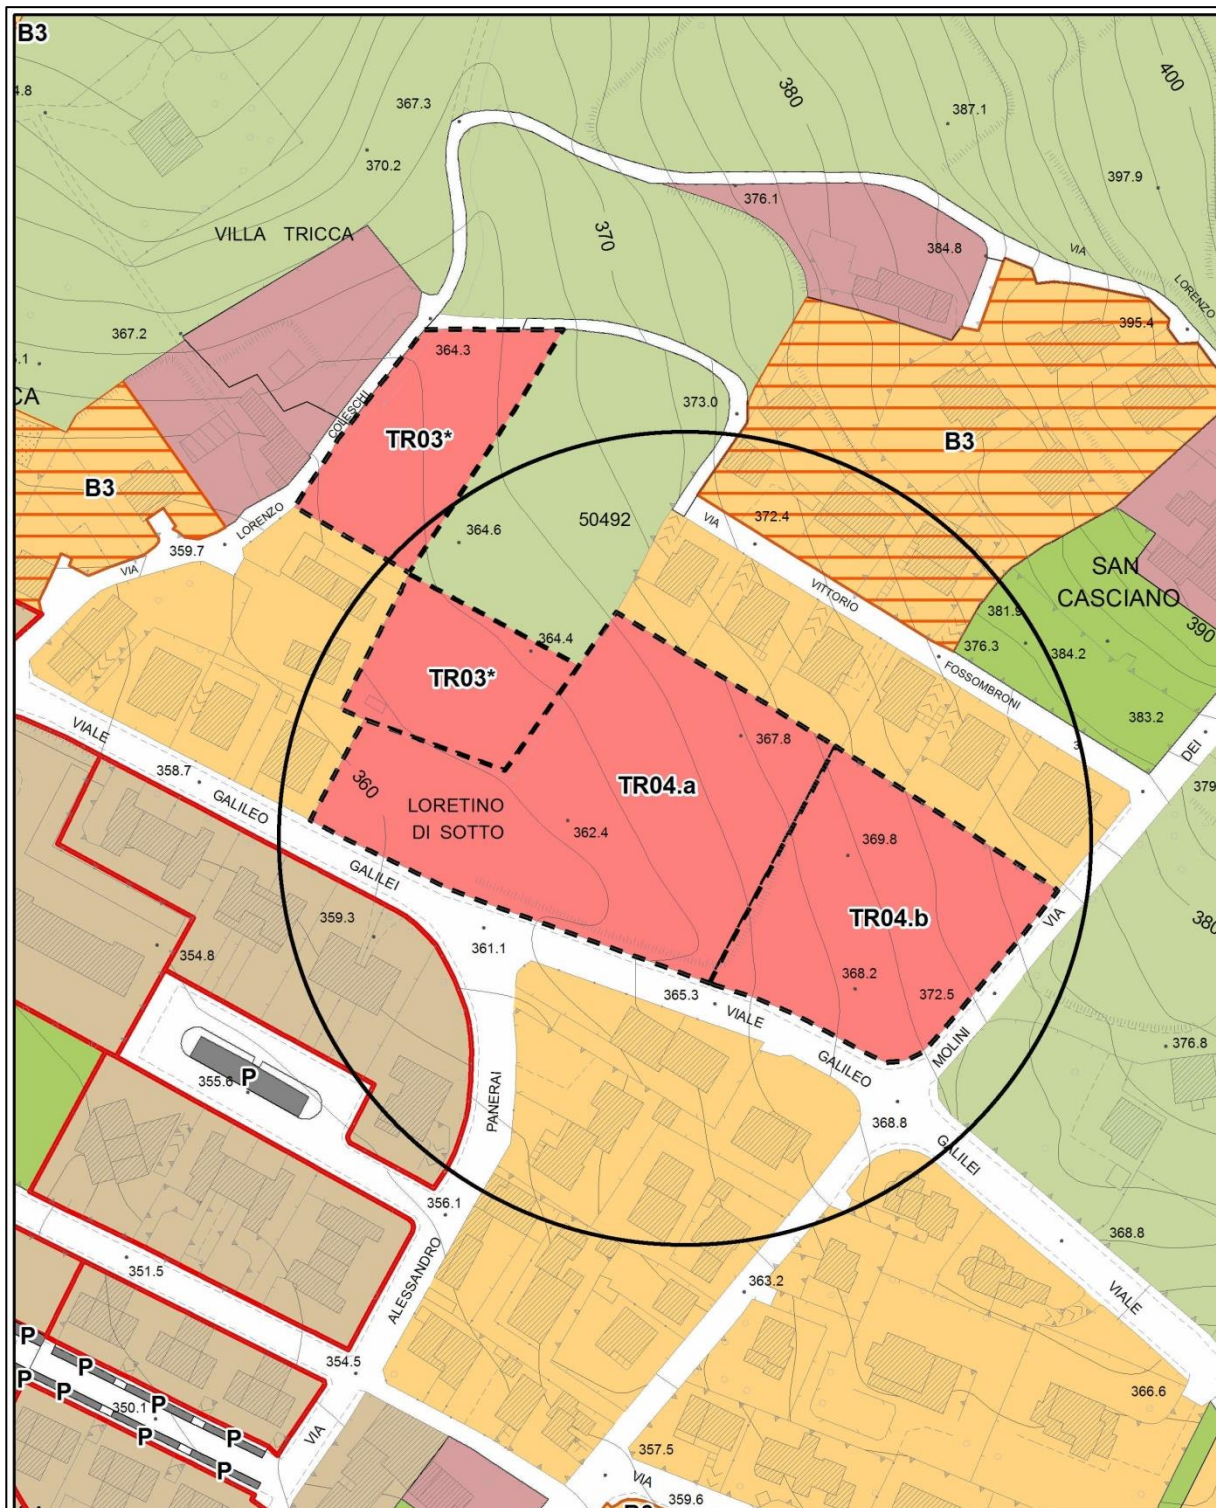 B3
4.8
367.3
380
387.1
400
370.2
397.9
376.1
VILLA TRICCA
370
384.8
VIA
LORENZO
367.2
364.3
395.4
CA
COLESCHI
373.0
TR03*
B3
B3
50492
372.4
VIA
LORENZO
364.6
359.7
VIA
SAN
CASCIANO
VITTORIO
381.9
390
364.4
376.3
384.2
TR03*
FOSSOMBRONI
383.2
VIALE
367.8
DEI
358.7
360
TR04.a
379
GALILEO
LORETINO
DI SOTTO
362.4
369.8
GALILEI
359.3
TR04.b
VIA
380
361.1
354.8
368.2
372.5
365.3
VIALE
MOLINI
376.8
GALILEO
355.6
P
PANERAI
368.8
GALILEI
356.1
368.8
351.5
ALESSANDRO
363.2
VIALE
P
P
354.5
P
P
P
366.6
350.1
P
P
VIA
P
357.5
VIA
359.6